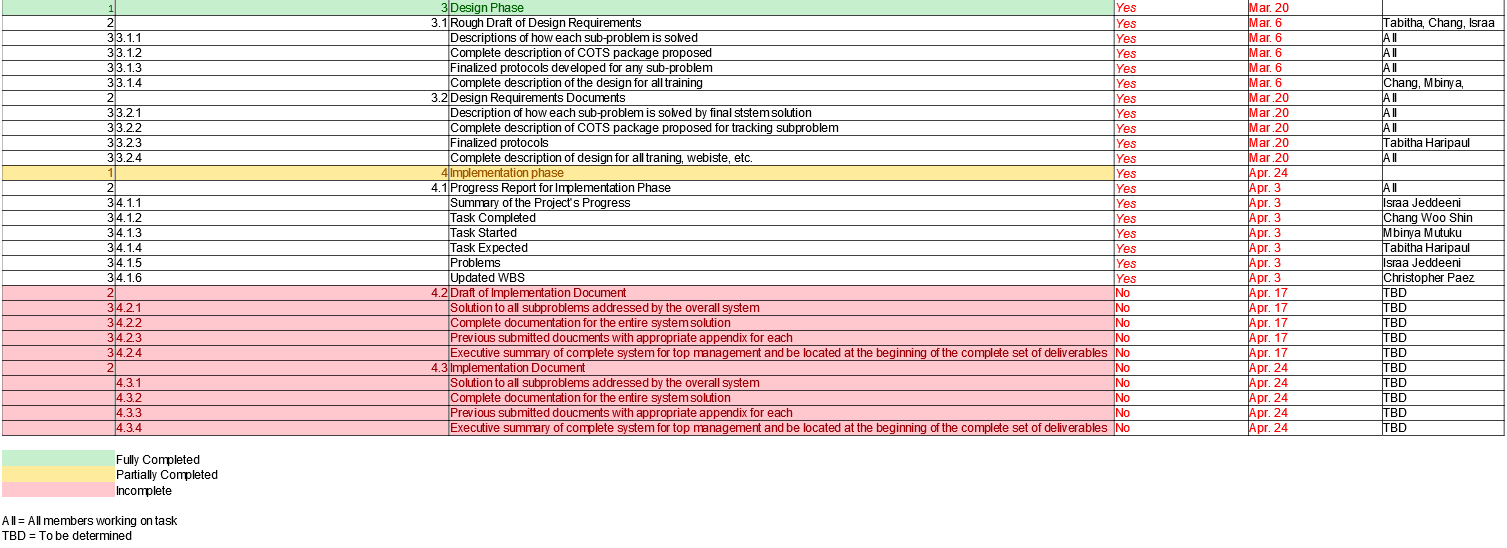 1 3 Design Phase Yes Mar. 20
2 3.1 Rough Draft of Design Requirements Yes Mar. 6 Tabitha, Chang, Israa
3 3.1.1 Descriptions of how each sub-problem is solved Yes Mar. 6 All
3 3.1.2 Complete description of COTS package proposed Yes Mar. 6 All
3 3.1.3 Finalized protocols developed for any sub-problem Yes Mar. 6 All
3 3.1.4 Complete description of the design for all training Yes Mar. 6 Chang, Mbinya,
2 3.2 Design Requirements Documents Yes Mar.20 All
3 3.2.1 Description of how each sub-problem is solved by final ststem solution Yes Mar.20 All
3 3.2.2 Complete description of COTS package proposed for tracking subproblem Yes Mar.20 All
3 3.2.3 Finalized protocols Yes Mar.20 Tabitha Haripaul
3 3.2.4 Complete description of design for all traning, webiste, etc. Yes Mar.20 All
1 4 Implementation phase Yes Apr. 24
2 4.1 Progress Report for Implementation Phase Yes Apr. 3 All
3 4.1.1 Summary of the Project's Progress Yes Apr. 3 Israa Jeddeeni
3 4.1.2 Task Completed Yes Apr. 3 Chang Woo Shin
3 4.1.3 Task Started Yes Apr. 3 Mbinya Mutuku
3 4.1.4 Task Expected Yes Apr. 3 Tabitha Haripaul
3 4.1.5 Problems Yes Apr. 3 Israa Jeddeeni
3 4.1.6 Updated WBS Yes Apr. 3 Christopher Paez
2 4.2 Draft of Implementation Document No Apr. 17 TBD
3 4.2.1 Solution to all subproblems addressed by the overall system No Apr. 17 TBD
3 4.2.2 Complete documentation for the entire system solution No Apr. 17 TBD
3 4.2.3 Previous submitted doucments with appropriate appendix for each No Apr. 17 TBD
3 4.2.4 Executive summary of complete system for top management and be located at the beginning of the complete set of deliverables No Apr. 17 TBD
2 4.3 Implementation Document No Apr. 24 TBD
4.3.1 Solution to all subproblems addressed by the overall system No Apr. 24 TBD
4.3.2 Complete documentation for the entire system solution No Apr. 24 TBD
4.3.3 Previous submitted doucments with appropriate appendix for each No Apr. 24 TBD
4.3.4 Executive summary of complete system for top management and be located at the beginning of the complete set of deliverables No Apr. 24 TBD
Fully Completed
Partially Completed
Incomplete
All = All members working on task
TBD = To be determined